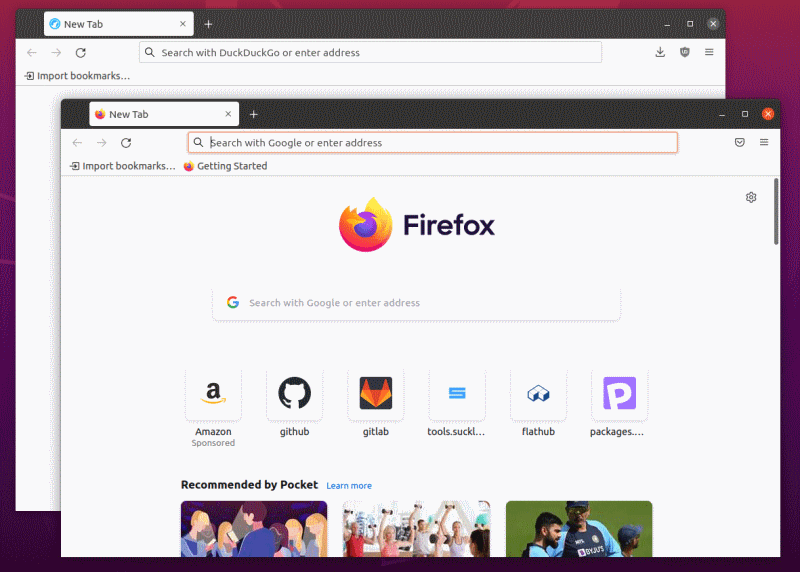 New Tab
Search with DuckDuckGo or enter address
Import bookmarks...
New Tab
Search with Google or enter address
Import bookmarks... Getting Started
Firefox
Search with Google or enter address
a
Amazon github gitlab tools.suckl... flathub packages....
Sponsored
Recommended by Pocket Learn more
BYJU'S